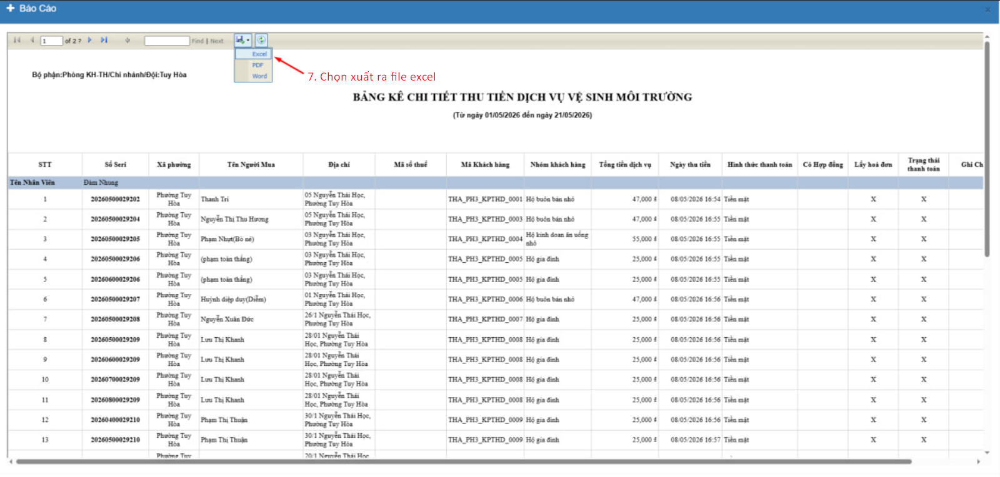 Báo Cáo
1 of 2 ? Find | Next
Excel
PDF
Word
7. Chọn xuất ra file excel
Bộ phận:Phòng KH-TH/Chi nhánh/Đội:Tuy Hòa
BẢNG KÊ CHI TIẾT THU TIỀN DỊCH VỤ VỆ SINH MÔI TRƯỜNG
(Từ ngày 01/05/2026 đến ngày 21/05/2026)
STT Số Seri Xã phường Tên Người Mua Địa chỉ Mã số thuế Mã Khách hàng Nhóm khách hàng Tổng tiền dịch vụ Ngày thu tiền Hình thức thanh toán Có Hợp đồng Lấy hoá đơn Trạng thái thanh toán Ghi Ch
Tên Nhân Viên Đàm Nhung
1 20260500029202 Phường Tuy Hòa Thanh Trí 05 Nguyễn Thái Học, Phường Tuy Hòa THA_PH3_KPTHD_0001 Hộ buôn bán nhỏ 47,000 đ 08/05/2026 16:54 Tiền mặt X X
2 20260500029204 Phường Tuy Hòa Nguyễn Thị Thu Hương 05 Nguyễn Thái Học, Phường Tuy Hòa THA_PH3_KPTHD_0003 Hộ buôn bán nhỏ 47,000 đ 08/05/2026 16:55 Tiền mặt X X
3 20260500029205 Phường Tuy Hòa Phạm Nhựt(Bò né) 03 Nguyễn Thái Học, Phường Tuy Hòa THA_PH3_KPTHD_0004 Hộ kinh doan ăn uống nhỏ 55,000 đ 08/05/2026 16:55 Tiền mặt X X
4 20260500029206 Phường Tuy Hòa (phạm toàn thắng) 03 Nguyễn Thái Học, Phường Tuy Hòa THA_PH3_KPTHD_0005 Hộ gia đình 25,000 đ 08/05/2026 16:55 Tiền mặt X X
5 20260600029206 Phường Tuy Hòa (phạm toàn thắng) 03 Nguyễn Thái Học, Phường Tuy Hòa THA_PH3_KPTHD_0005 Hộ gia đình 25,000 đ 08/05/2026 16:55 Tiền mặt X X
6 20260500029207 Phường Tuy Hòa Huỳnh diệp duy(Diễm) 01 Nguyễn Thái Học, Phường Tuy Hòa THA_PH3_KPTHD_0006 Hộ buôn bán nhỏ 47,000 đ 08/05/2026 16:56 Tiền mặt X X
7 20260500029208 Phường Tuy Hòa Nguyễn Xuân Đức 26/1 Nguyễn Thái Học, Phường Tuy Hòa THA_PH3_KPTHD_0007 Hộ gia đình 25,000 đ 08/05/2026 16:56 Tiền mặt X X
8 20260500029209 Phường Tuy Hòa Lưu Thị Khanh 28/01 Nguyễn Thái Học, Phường Tuy Hòa THA_PH3_KPTHD_0008 Hộ gia đình 25,000 đ 08/05/2026 16:56 Tiền mặt X X
9 20260600029209 Phường Tuy Hòa Lưu Thị Khanh 28/01 Nguyễn Thái Học, Phường Tuy Hòa THA_PH3_KPTHD_0008 Hộ gia đình 25,000 đ 08/05/2026 16:56 Tiền mặt X X
10 20260700029209 Phường Tuy Hòa Lưu Thị Khanh 28/01 Nguyễn Thái Học, Phường Tuy Hòa THA_PH3_KPTHD_0008 Hộ gia đình 25,000 đ 08/05/2026 16:56 Tiền mặt X X
11 20260800029209 Phường Tuy Hòa Lưu Thị Khanh 28/01 Nguyễn Thái Học, Phường Tuy Hòa THA_PH3_KPTHD_0008 Hộ gia đình 25,000 đ 08/05/2026 16:56 Tiền mặt X X
12 20260400029210 Phường Tuy Hòa Phạm Thị Thuận 30/1 Nguyễn Thái Học, Phường Tuy Hòa THA_PH3_KPTHD_0009 Hộ gia đình 25,000 đ 08/05/2026 16:56 Tiền mặt X X
13 20260500029210 Phường Tuy Hòa Phạm Thị Thuận 30/1 Nguyễn Thái Học, Phường Tuy Hòa THA_PH3_KPTHD_0009 Hộ gia đình 25,000 đ 08/05/2026 16:57 Tiền mặt X X
Phường Tuy 20/1 Nguyễn Thái Học,